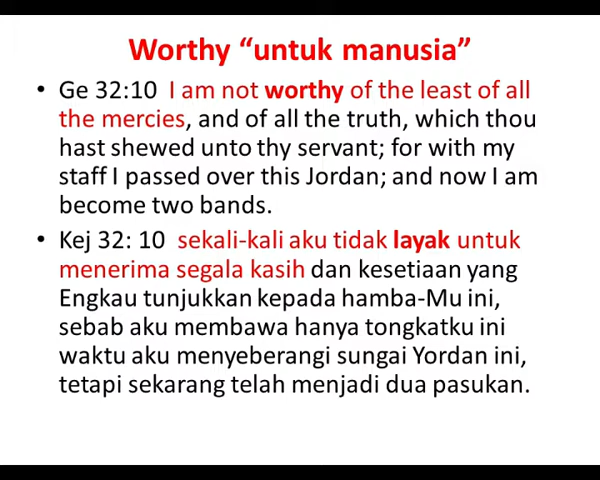 Worthy “untuk manusia”
• Ge 32:10 I am not worthy of the least of all
the mercies, and of all the truth, which thou
hast shewed unto thy servant; for with my
staff I passed over this Jordan; and now I am
become two bands.
• Kej 32: 10 sekali-kali aku tidak layak untuk
menerima segala kasih dan kesetiaan yang
Engkau tunjukkan kepada hamba-Mu ini,
sebab aku membawa hanya tongkatku ini
waktu aku menyeberangi sungai Yordan ini,
tetapi sekarang telah menjadi dua pasukan.